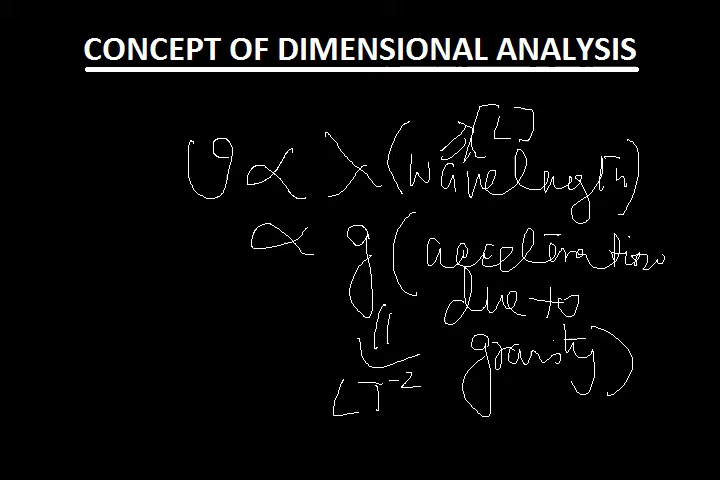 CONCEPT OF DIMENSIONAL ANALYSIS
[L]
v ∝ λ (wavelength)
∝ g (acceleration
due to
gravity)
LT⁻²